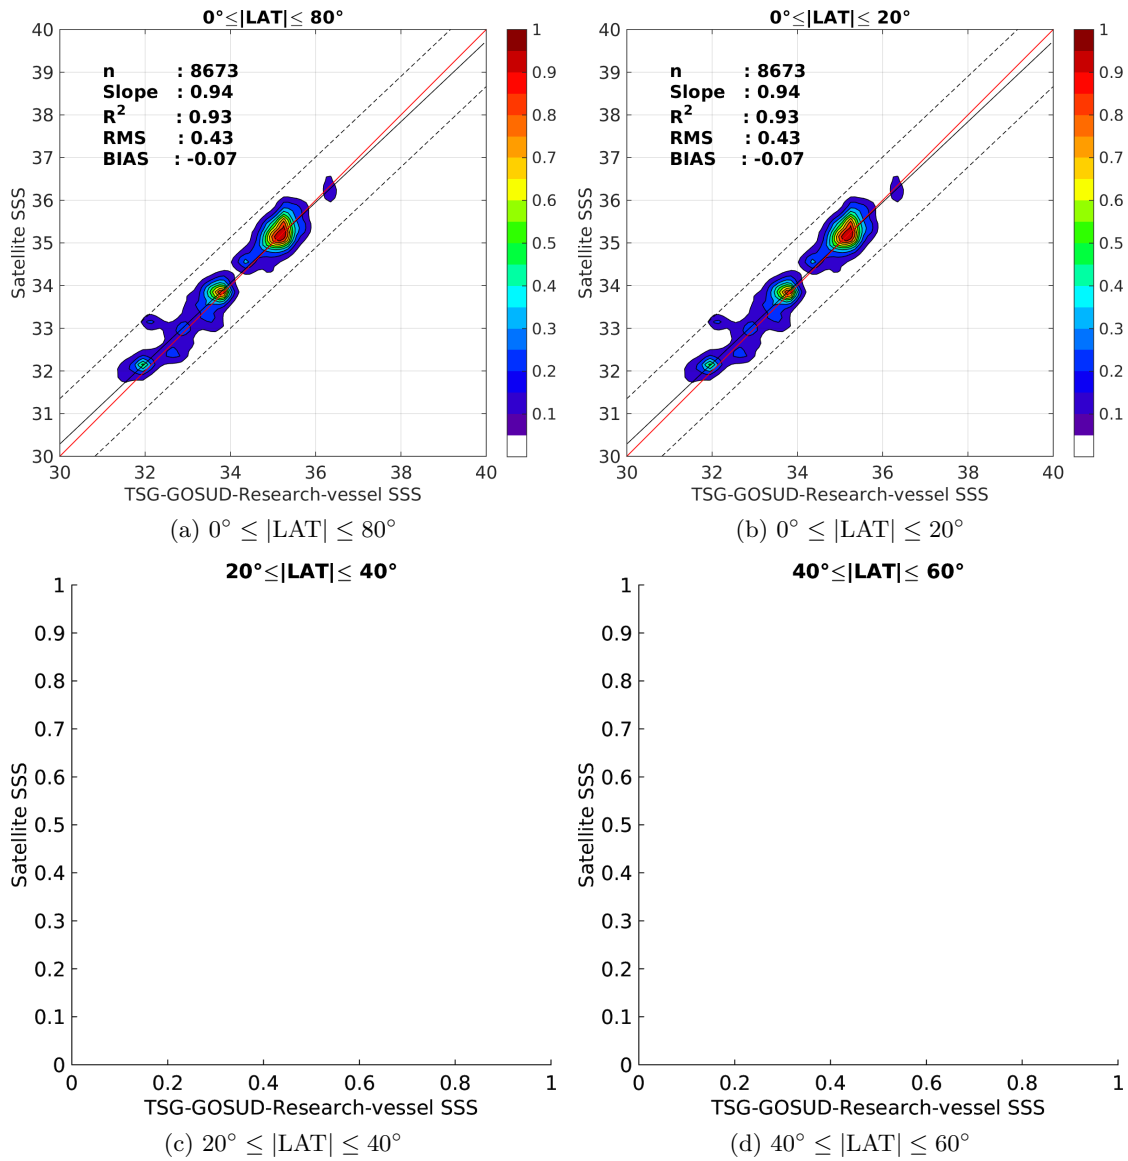 0°≤|LAT|≤ 80°
40
39
38
37
36
35
34
33
32
31
30
Satellite SSS
n : 8673
Slope : 0.94
R² : 0.93
RMS : 0.43
BIAS : -0.07
1
0.9
0.8
0.7
0.6
0.5
0.4
0.3
0.2
0.1
30 32 34 36 38 40
TSG-GOSUD-Research-vessel SSS
(a) 0° ≤ |LAT| ≤ 80°
0°≤|LAT|≤ 20°
40
39
38
37
36
35
34
33
32
31
30
Satellite SSS
n : 8673
Slope : 0.94
R² : 0.93
RMS : 0.43
BIAS : -0.07
1
0.9
0.8
0.7
0.6
0.5
0.4
0.3
0.2
0.1
30 32 34 36 38 40
TSG-GOSUD-Research-vessel SSS
(b) 0° ≤ |LAT| ≤ 20°
20°≤|LAT|≤ 40°
1
0.9
0.8
0.7
0.6
0.5
0.4
0.3
0.2
0.1
0
Satellite SSS
0 0.2 0.4 0.6 0.8 1
TSG-GOSUD-Research-vessel SSS
(c) 20° ≤ |LAT| ≤ 40°
40°≤|LAT|≤ 60°
1
0.9
0.8
0.7
0.6
0.5
0.4
0.3
0.2
0.1
0
Satellite SSS
0 0.2 0.4 0.6 0.8 1
TSG-GOSUD-Research-vessel SSS
(d) 40° ≤ |LAT| ≤ 60°